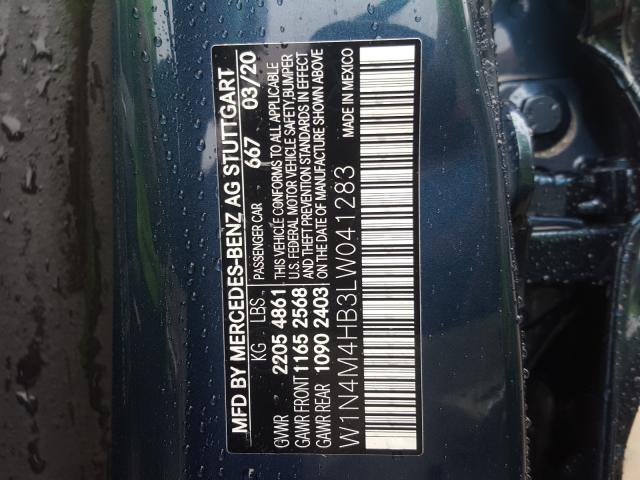 MFD BY MERCEDES-BENZ AG STUTTGART
KG LBS PASSENGER CAR 667 03/20
GVWR 2205 4861 THIS VEHICLE CONFORMS TO ALL APPLICABLE
GAWR FRONT 1165 2568 U.S. FEDERAL MOTOR VEHICLE SAFETY, BUMPER
AND THEFT PREVENTION STANDARDS IN EFFECT
GAWR REAR 1090 2403 ON THE DATE OF MANUFACTURE SHOWN ABOVE
W1N4M4HB3LW041283 MADE IN MEXICO